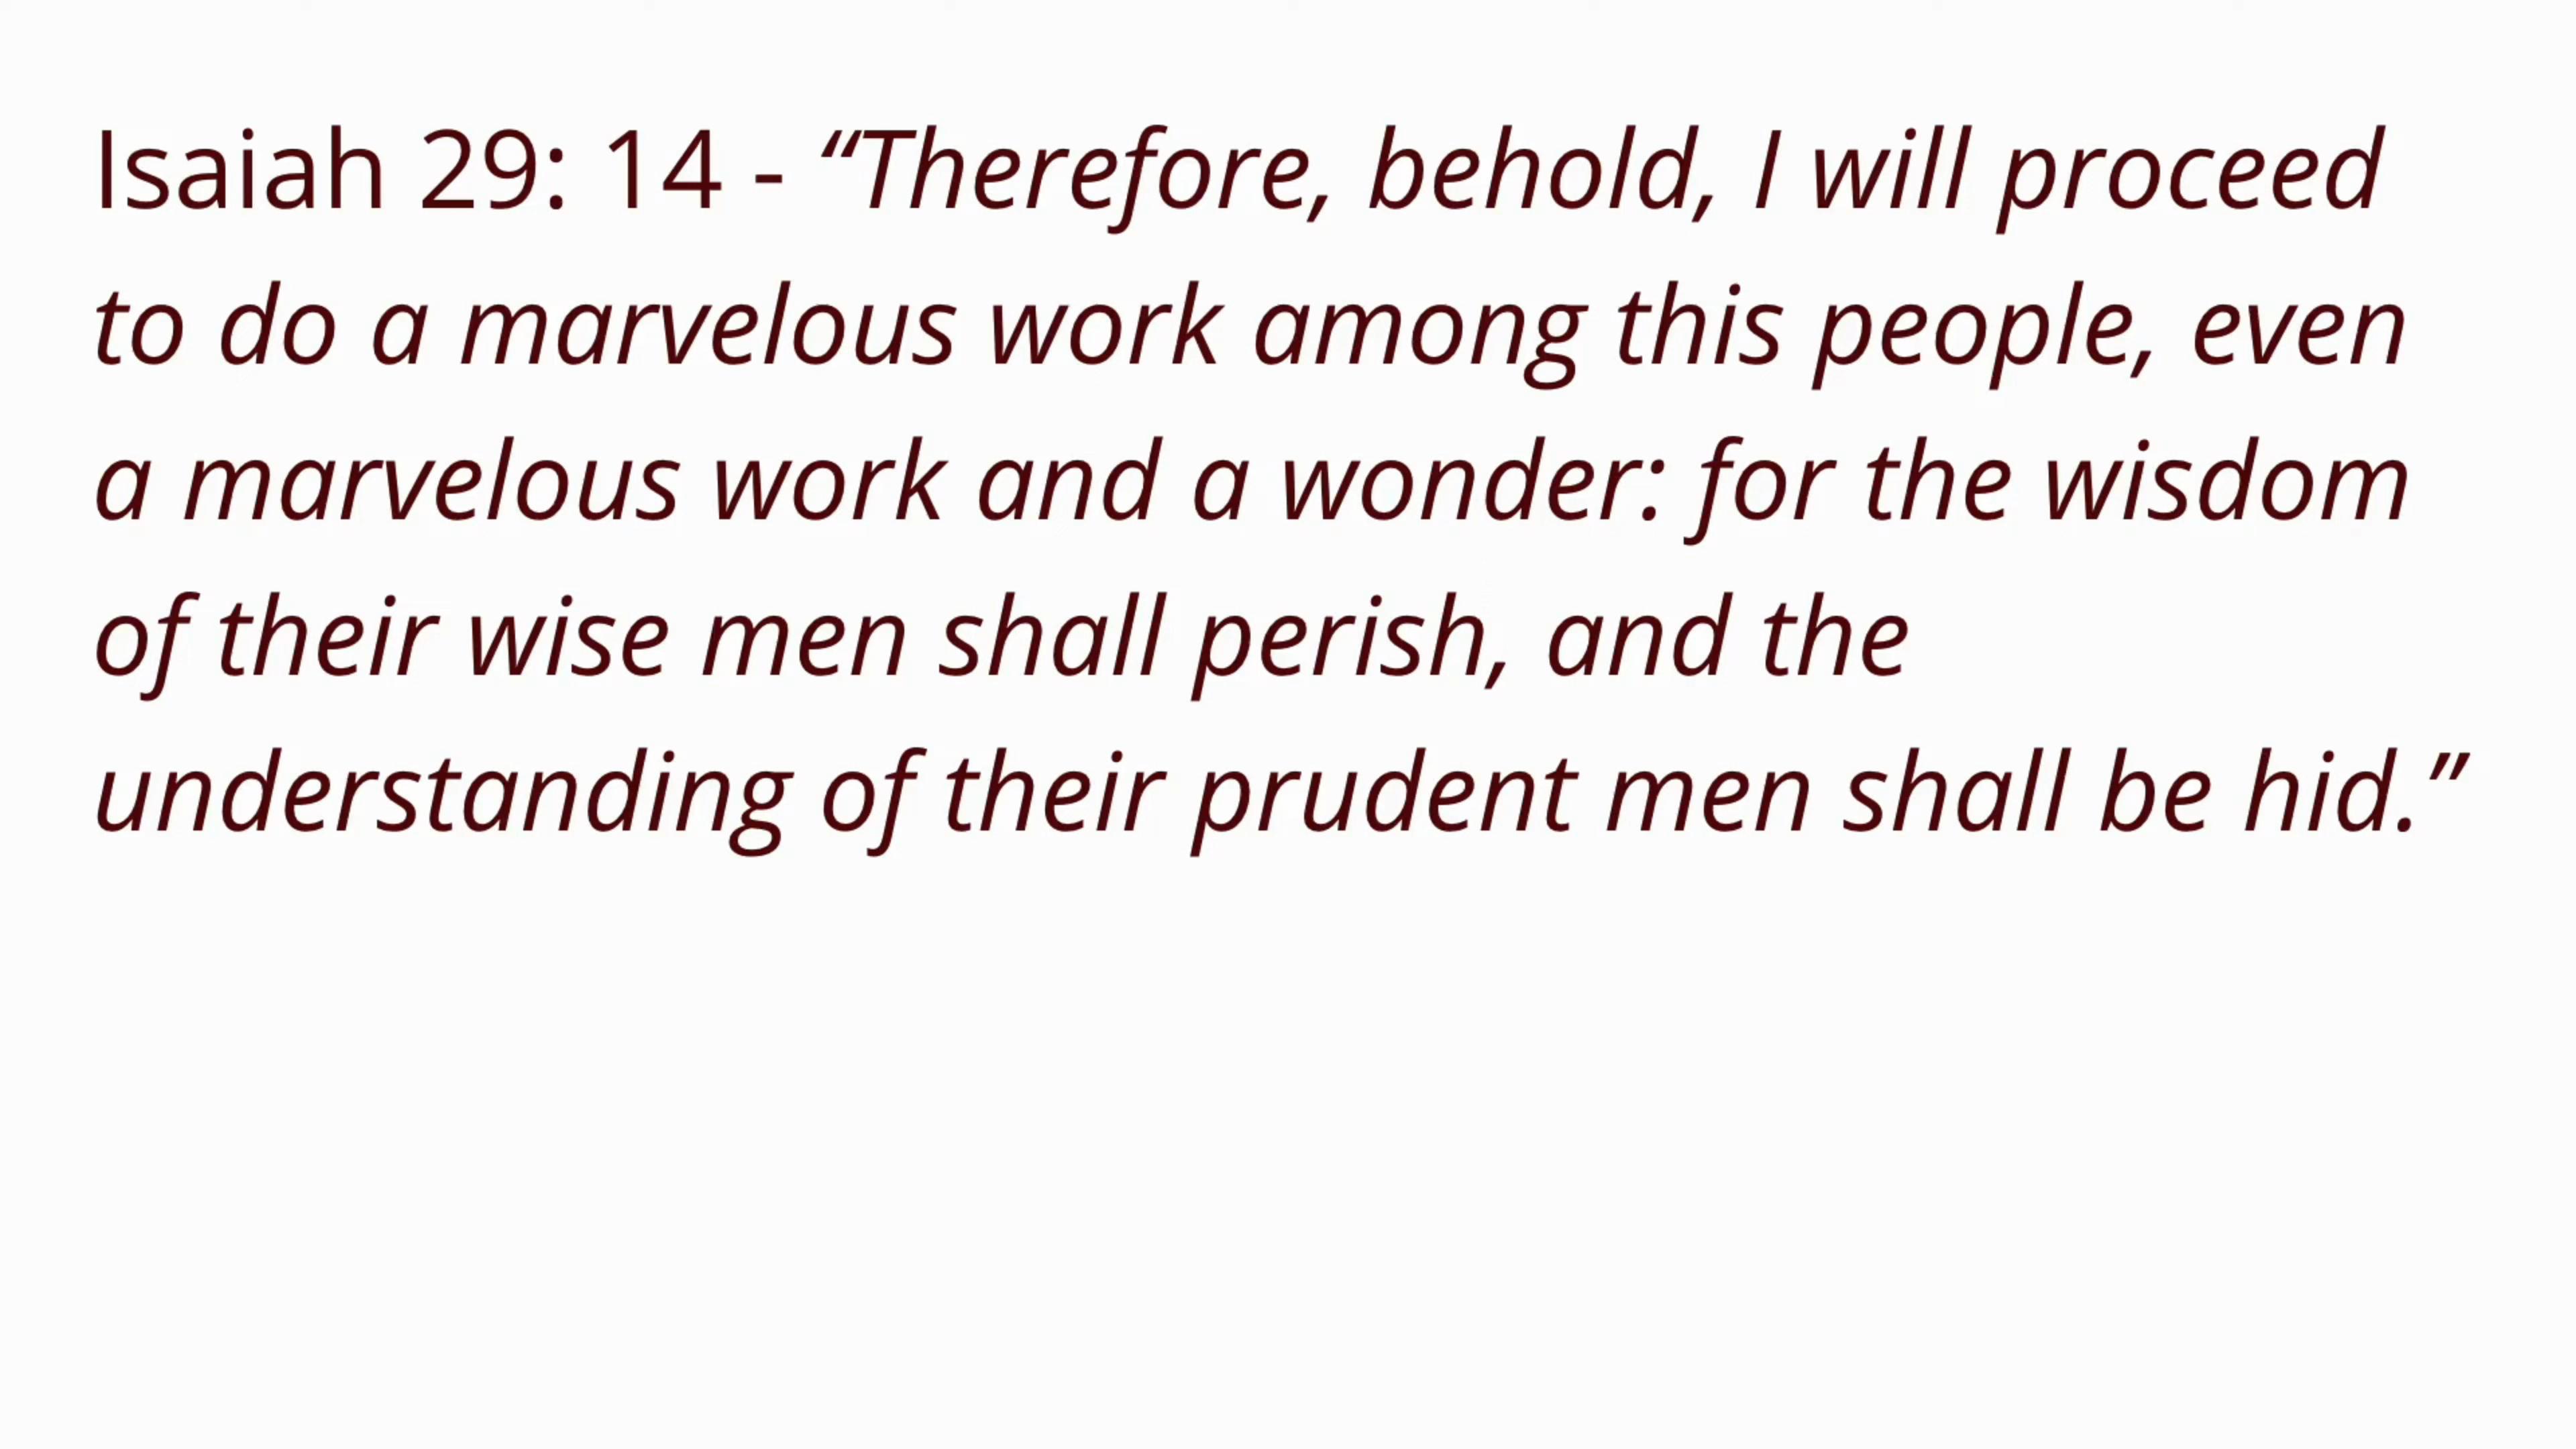 Isaiah 29: 14 - “Therefore, behold, I will proceed
to do a marvelous work among this people, even
a marvelous work and a wonder: for the wisdom
of their wise men shall perish, and the
understanding of their prudent men shall be hid.”